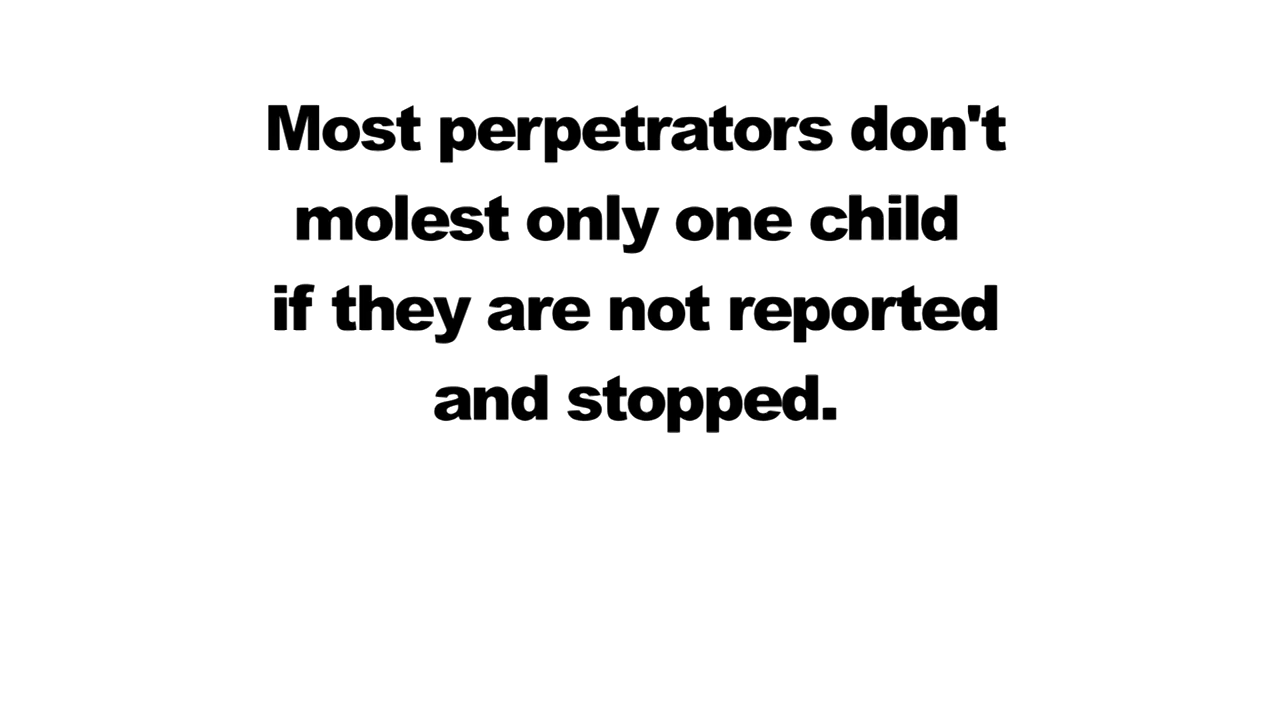 Most perpetrators don't
molest only one child
if they are not reported
and stopped.